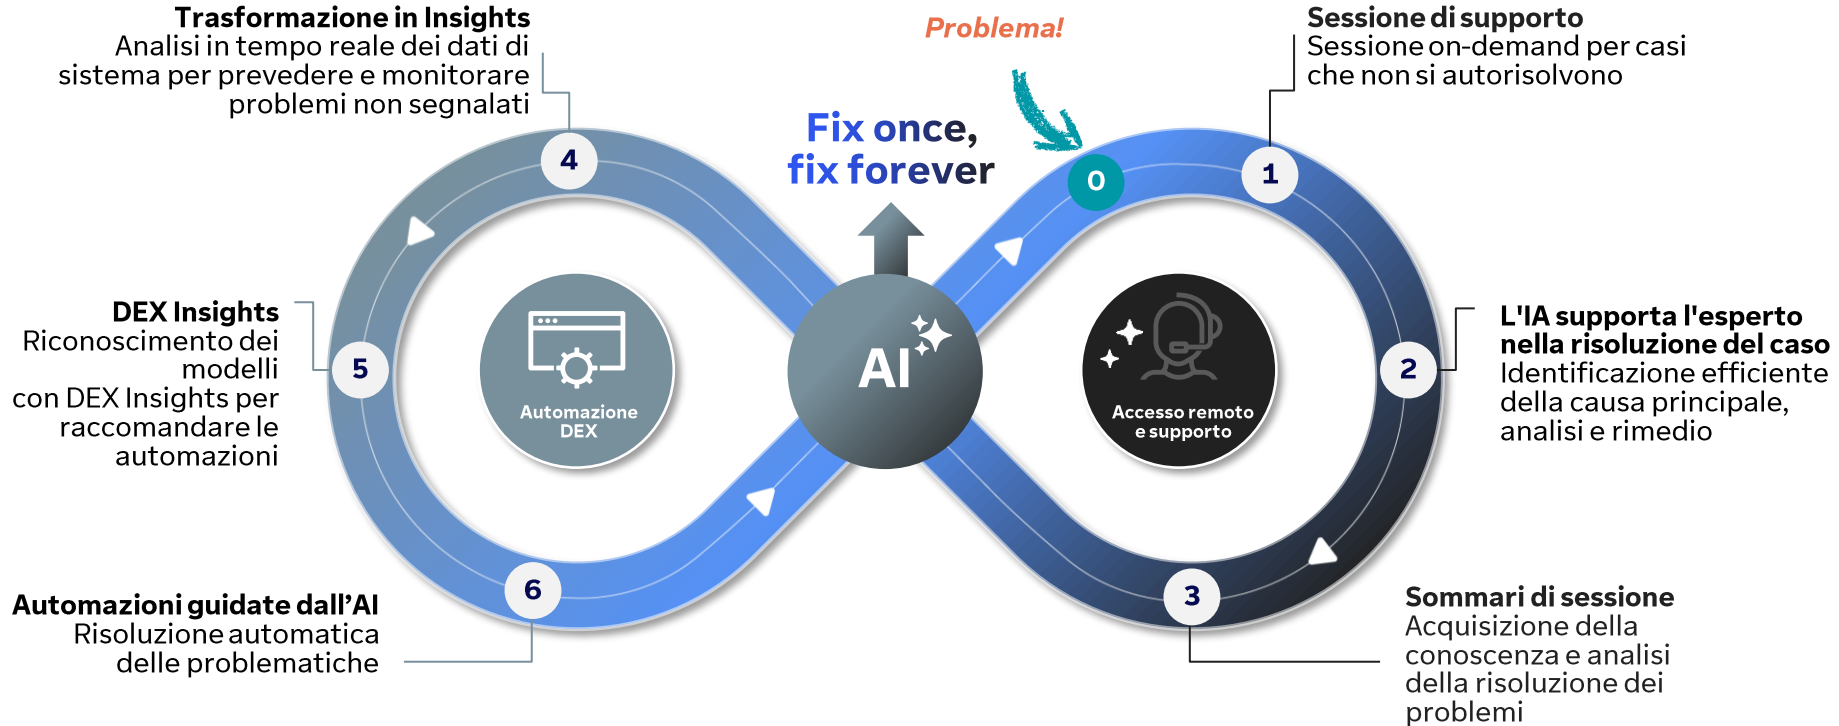 Trasformazione in Insights
Analisi in tempo reale dei dati di
sistema per prevedere e monitorare
problemi non segnalati
Problema!
Sessione di supporto
Sessione on-demand per casi
che non si autorisolvono
Fix once,
fix forever
4
0
1
DEX Insights
Riconoscimento dei
modelli
con DEX Insights per
raccomandare le
automazioni
5
Automazione
DEX
AI
Accesso remoto
e supporto
2
L'IA supporta l'esperto
nella risoluzione del caso
Identificazione efficiente
della causa principale,
analisi e rimedio
6
Automazioni guidate dall’AI
Risoluzione automatica
delle problematiche
3
Sommari di sessione
Acquisizione della
conoscenza e analisi
della risoluzione dei
problemi